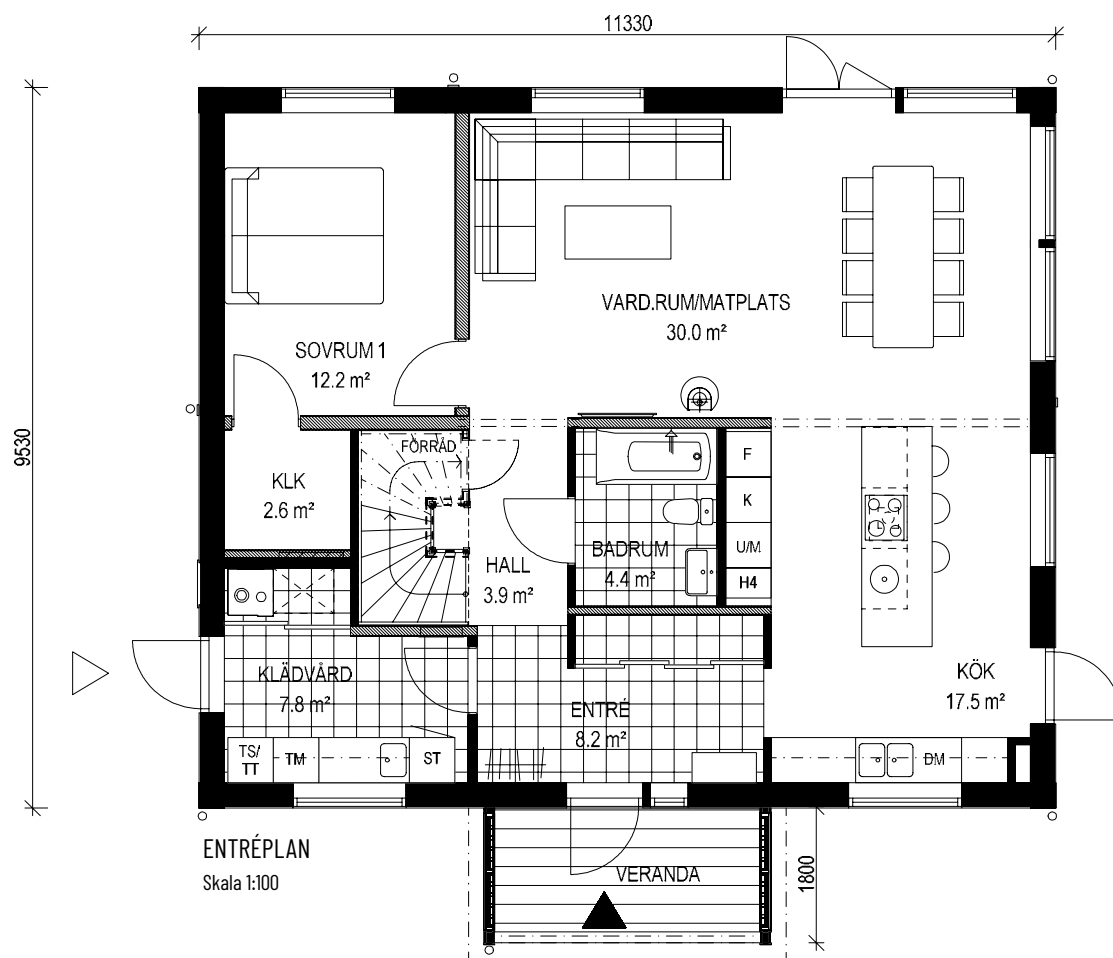 11330
9530
VARD.RUM/MATPLATS
30.0 m²
SOVRUM 1
12.2 m²
FÖRRÅD
KLK
2.6 m²
F
K
U/M
H4
BADRUM
4.4 m²
HALL
3.9 m²
KLÄDVÅRD
7.8 m²
KÖK
17.5 m²
ENTRÉ
8.2 m²
TS/
TT
TM
ST
DM
ENTRÉPLAN
Skala 1:100
VERANDA
1800